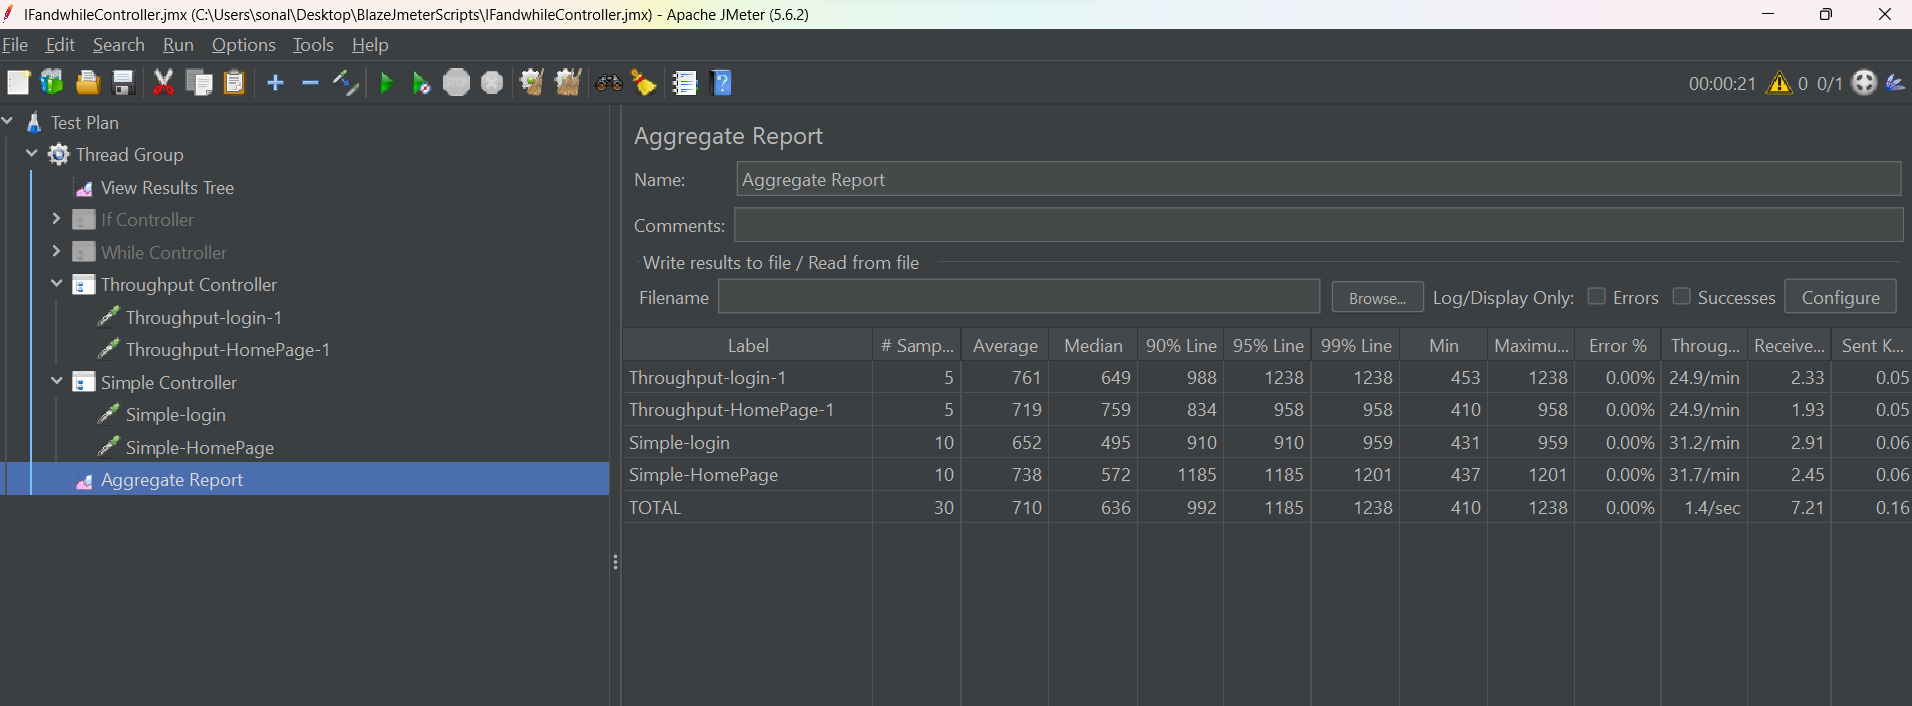 IFandwhileController.jmx (C:\Users\sonal\Desktop\BlazeJmeterScripts\IFandwhileController.jmx) - Apache JMeter (5.6.2)
File Edit Search Run Options Tools Help
STOP 00:00:21 0 0/1
Test Plan
Thread Group
View Results Tree
If Controller
While Controller
Throughput Controller
Throughput-login-1
Throughput-HomePage-1
Simple Controller
Simple-login
Simple-HomePage
Aggregate Report
Aggregate Report
Name: Aggregate Report
Comments:
Write results to file / Read from file
Filename Browse... Log/Display Only: Errors Successes Configure
Label # Samp... Average Median 90% Line 95% Line 99% Line Min Maximu... Error % Throug... Receive... Sent K...
Throughput-login-1 5 761 649 988 1238 1238 453 1238 0.00% 24.9/min 2.33 0.05
Throughput-HomePage-1 5 719 759 834 958 958 410 958 0.00% 24.9/min 1.93 0.05
Simple-login 10 652 495 910 910 959 431 959 0.00% 31.2/min 2.91 0.06
Simple-HomePage 10 738 572 1185 1185 1201 437 1201 0.00% 31.7/min 2.45 0.06
TOTAL 30 710 636 992 1185 1238 410 1238 0.00% 1.4/sec 7.21 0.16